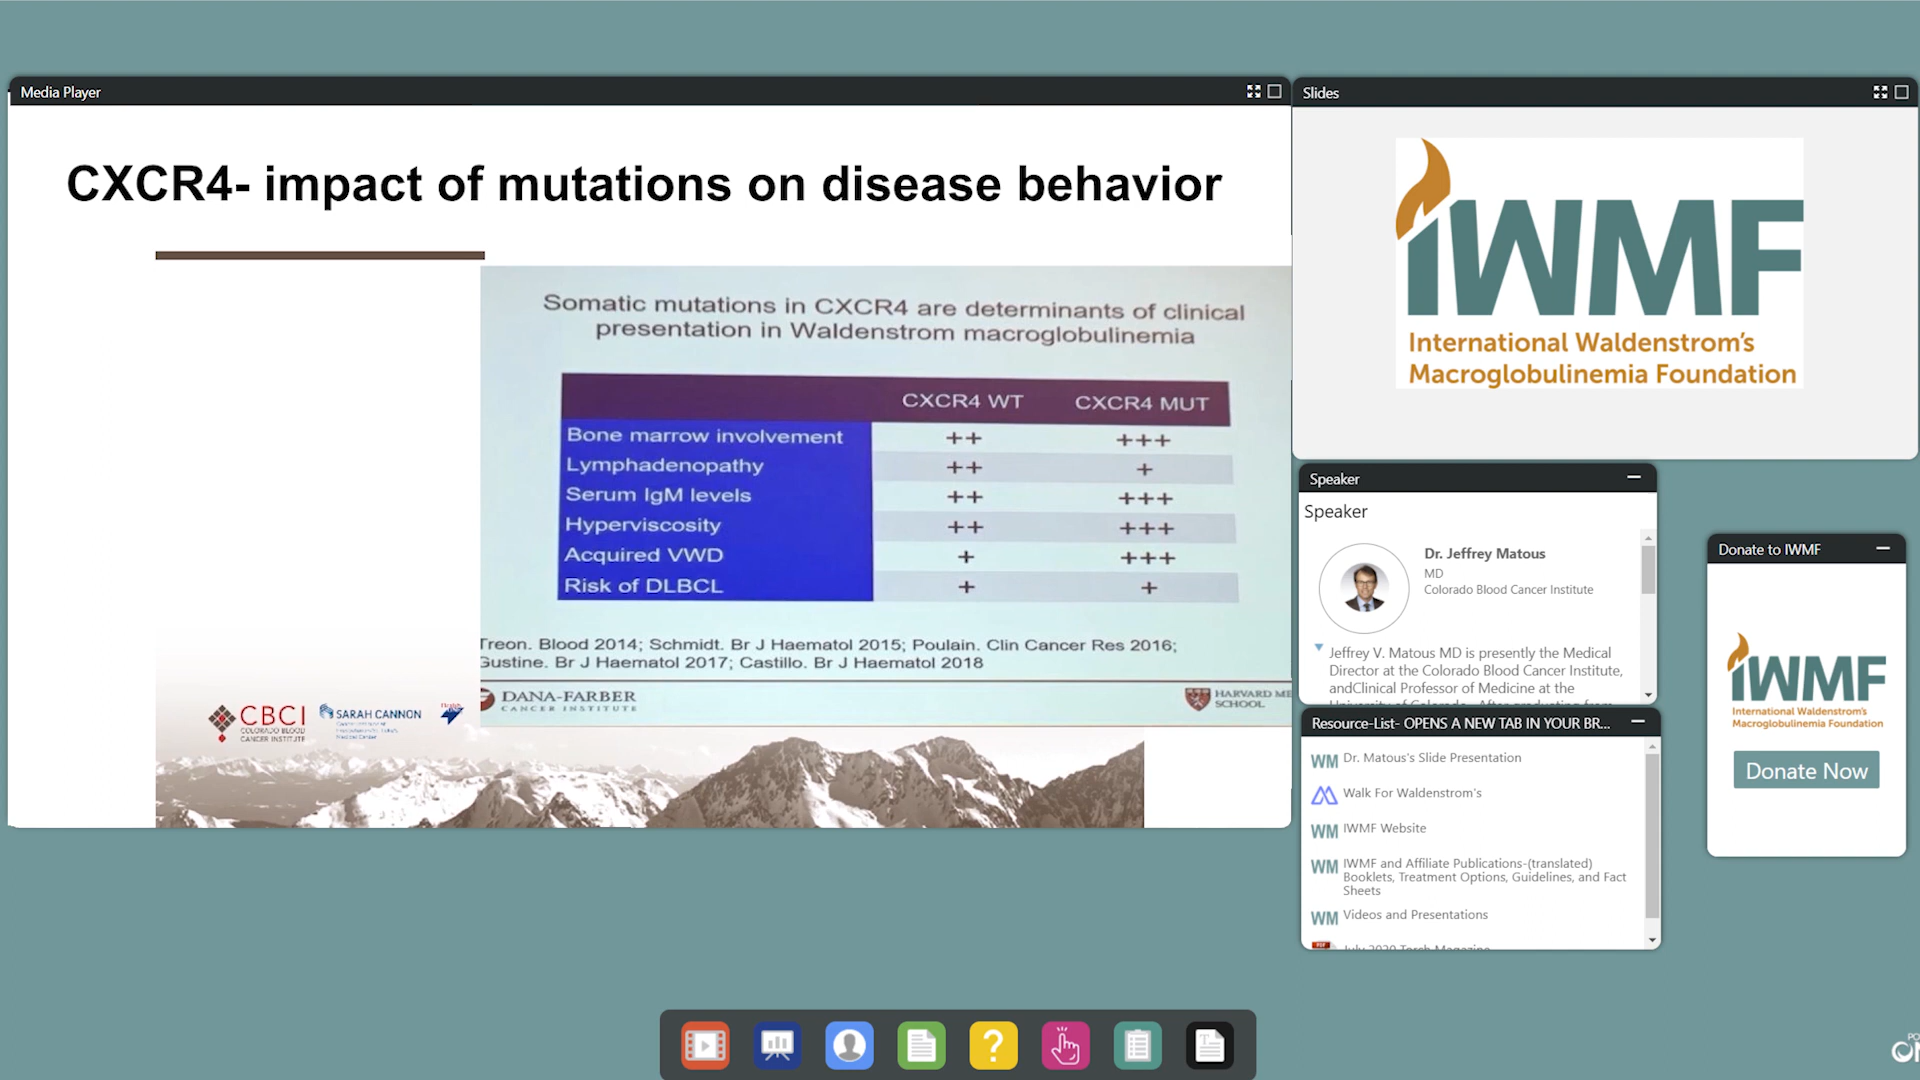 Media Player
CXCR4- impact of mutations on disease behavior
Somatic mutations in CXCR4 are determinants of clinical
presentation in Waldenstrom macroglobulinemia
CXCR4 WT CXCR4 MUT
Bone marrow involvement ++ +++
Lymphadenopathy ++ +
Serum IgM levels ++ +++
Hyperviscosity ++ +++
Acquired VWD + +++
Risk of DLBCL + +
Treon. Blood 2014; Schmidt. Br J Haematol 2015; Poulain. Clin Cancer Res 2016;
Gustine. Br J Haematol 2017; Castillo. Br J Haematol 2018
DANA-FARBER
CANCER INSTITUTE
HARVARD ME
SCHOOL
CBCI
COLORADO BLOOD
CANCER INSTITUTE
SARAH CANNON
Slides
IWMF
International Waldenstrom's
Macroglobulinemia Foundation
Speaker
Speaker
Dr. Jeffrey Matous
MD
Colorado Blood Cancer Institute
Jeffrey V. Matous MD is presently the Medical
Director at the Colorado Blood Cancer Institute,
andClinical Professor of Medicine at the
Resource-List- OPENS A NEW TAB IN YOUR BR...
WM Dr. Matous's Slide Presentation
Walk For Waldenstrom's
WM IWMF Website
WM IWMF and Affiliate Publications-(translated)
Booklets, Treatment Options, Guidelines, and Fact
Sheets
WM Videos and Presentations
July 2020 Torch Magazine
Donate to IWMF
IWMF
International Waldenstrom's
Macroglobulinemia Foundation
Donate Now